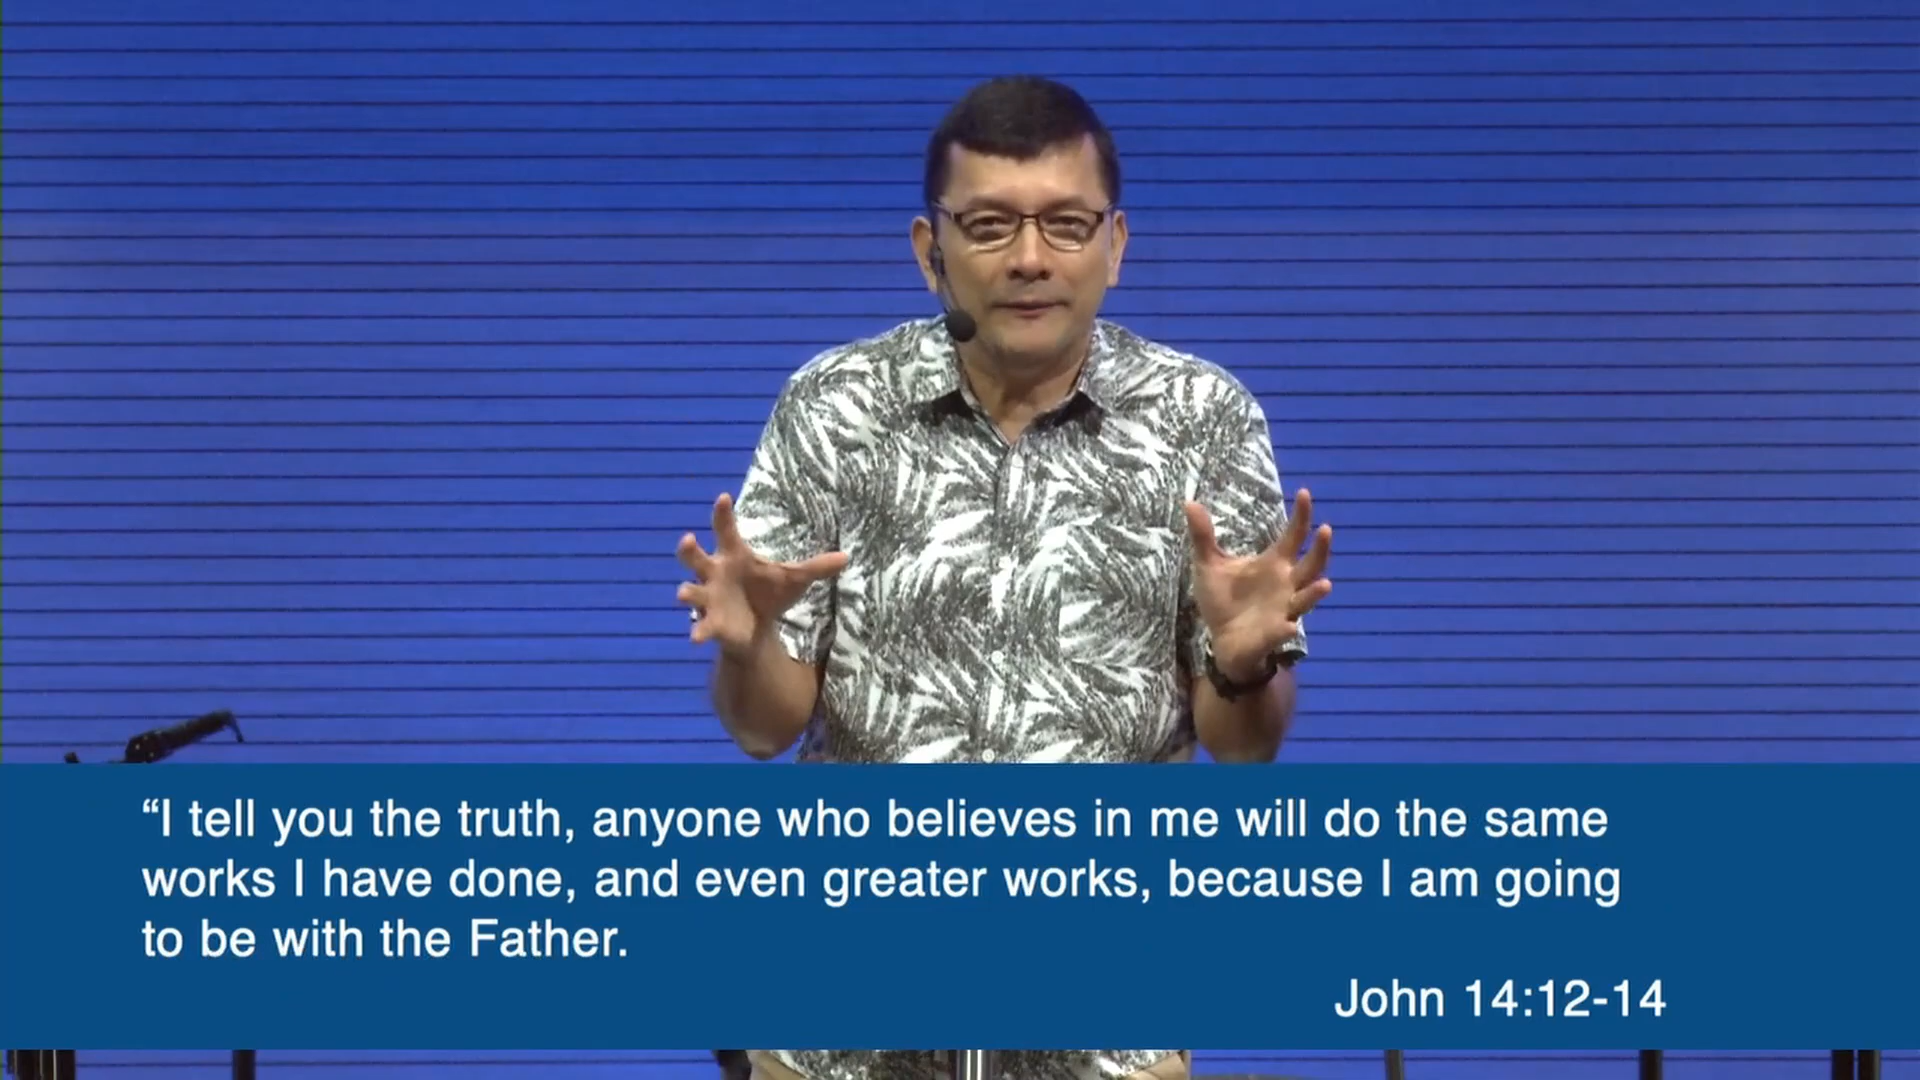 “I tell you the truth, anyone who believes in me will do the same
works I have done, and even greater works, because I am going
to be with the Father.
John 14:12-14